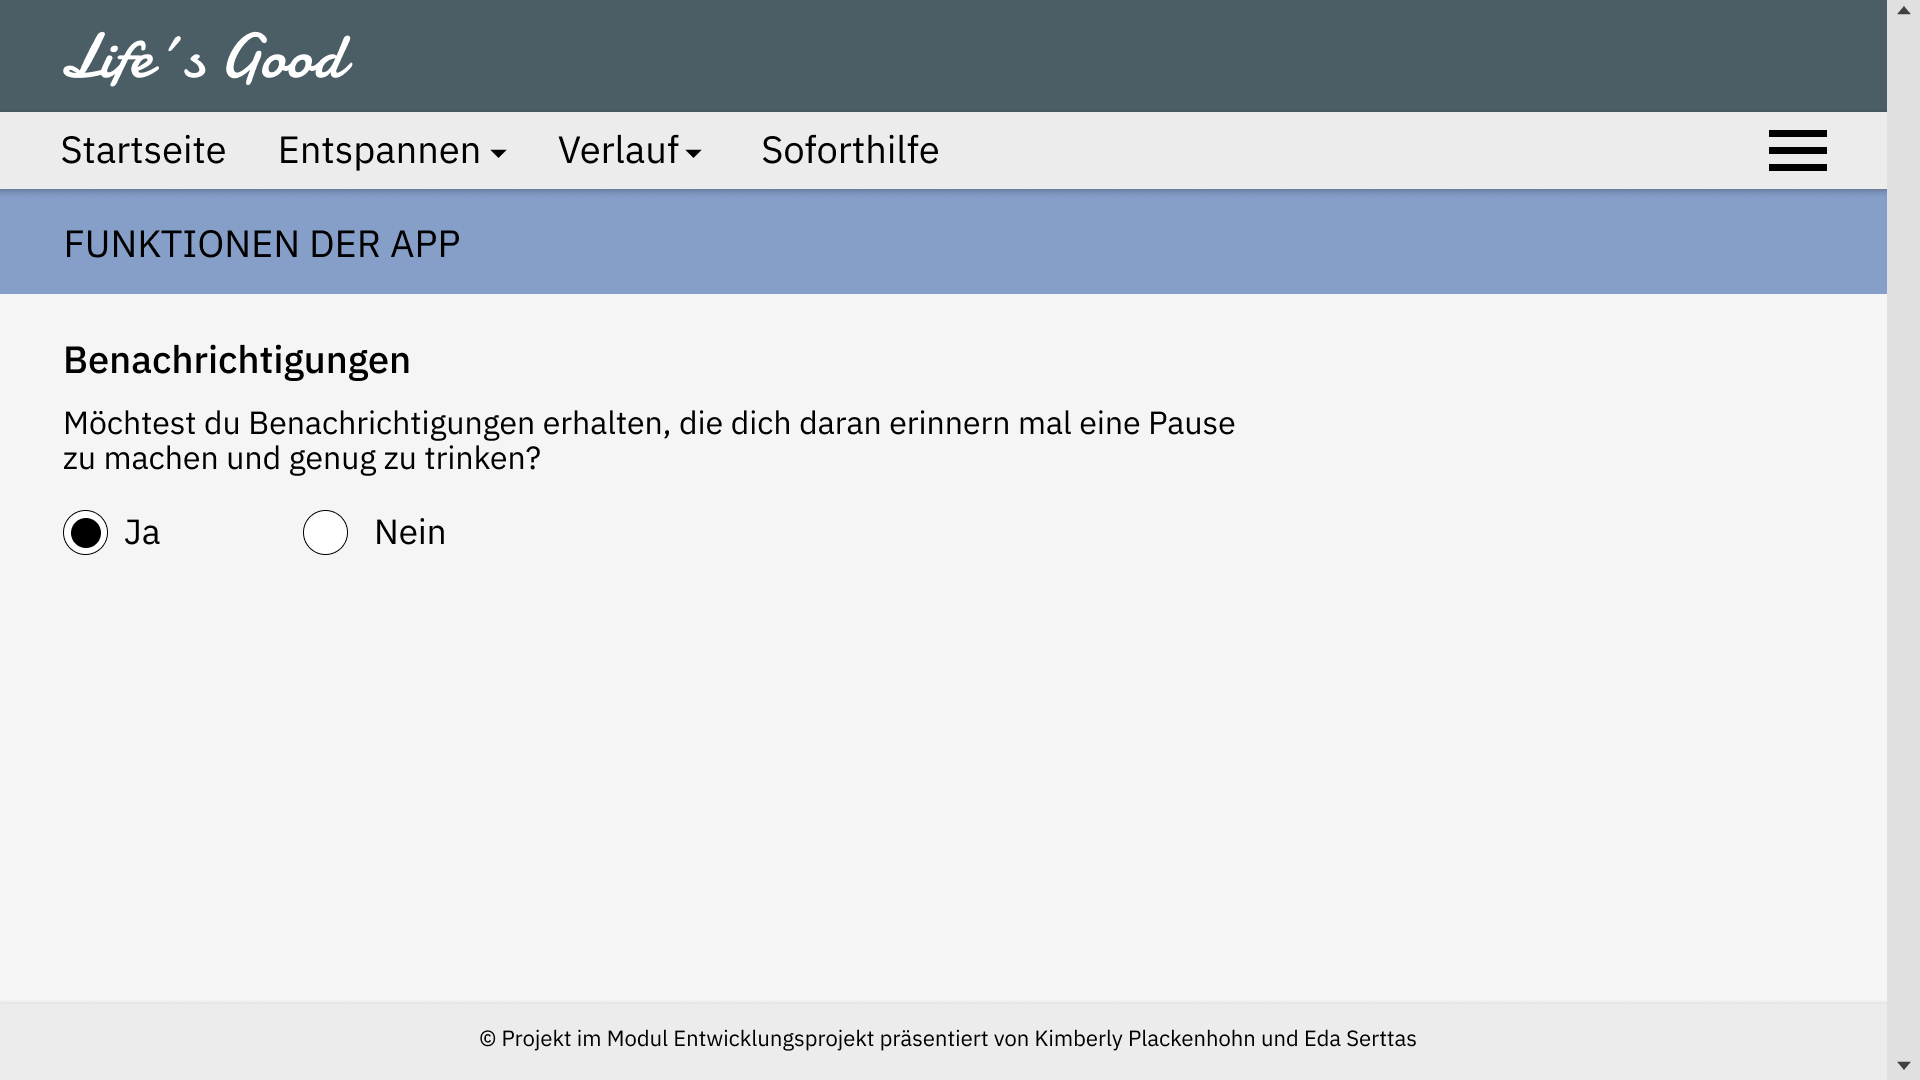 Life´s Good
Startseite Entspannen Verlauf Soforthilfe
FUNKTIONEN DER APP
Benachrichtigungen
Möchtest du Benachrichtigungen erhalten, die dich daran erinnern mal eine Pause
zu machen und genug zu trinken?
Ja Nein
© Projekt im Modul Entwicklungsprojekt präsentiert von Kimberly Plackenhohn und Eda Serttas